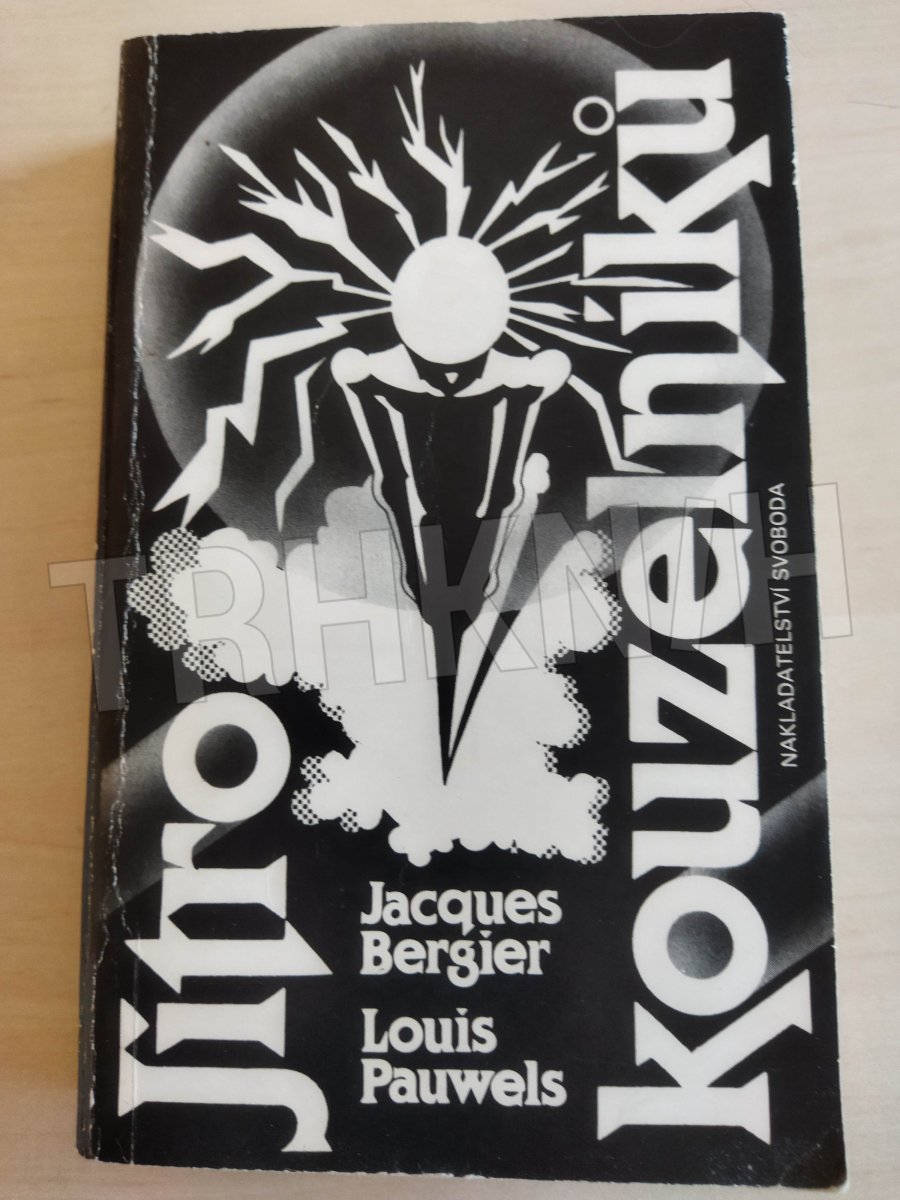 Jitro
kouzelníků
Jacques
Bergier
Louis
Pauwels
NAKLADATELSTVÍ SVOBODA
TRHKNIH